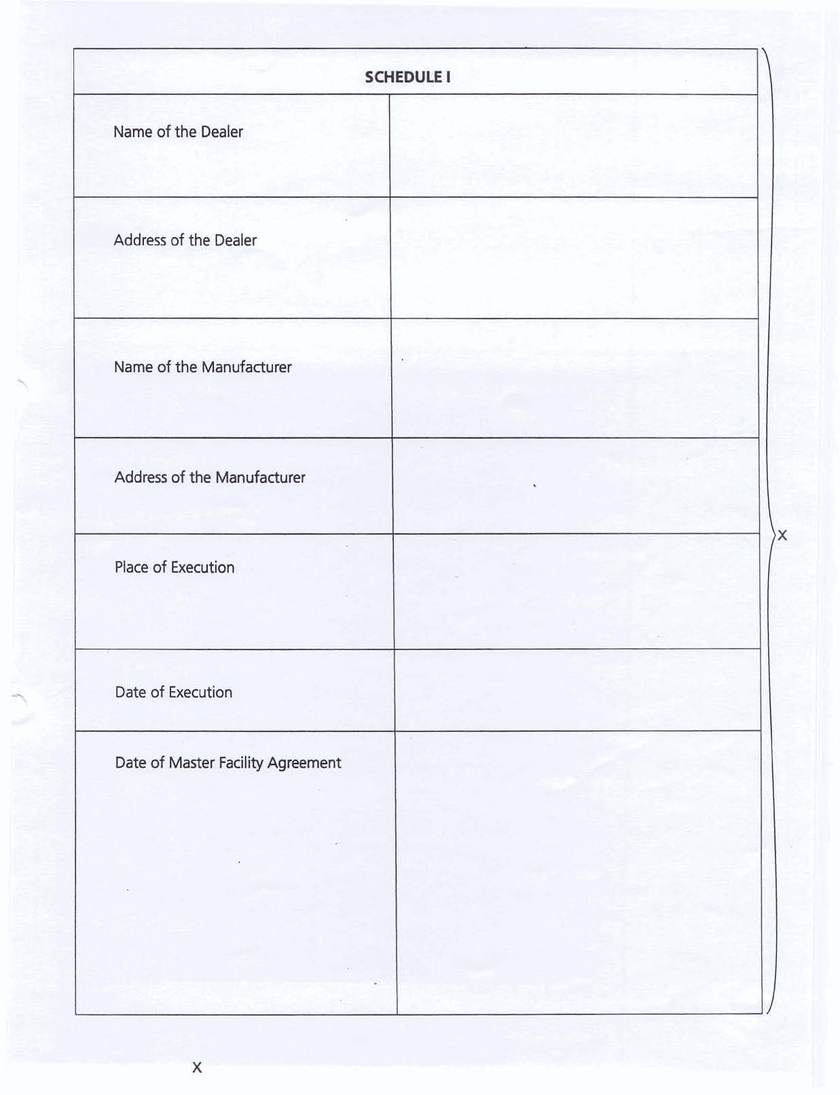 SCHEDULE I
Name of the Dealer
Address of the Dealer
Name of the Manufacturer
Address of the Manufacturer
X
Place of Execution
Date of Execution
Date of Master Facility Agreement
X